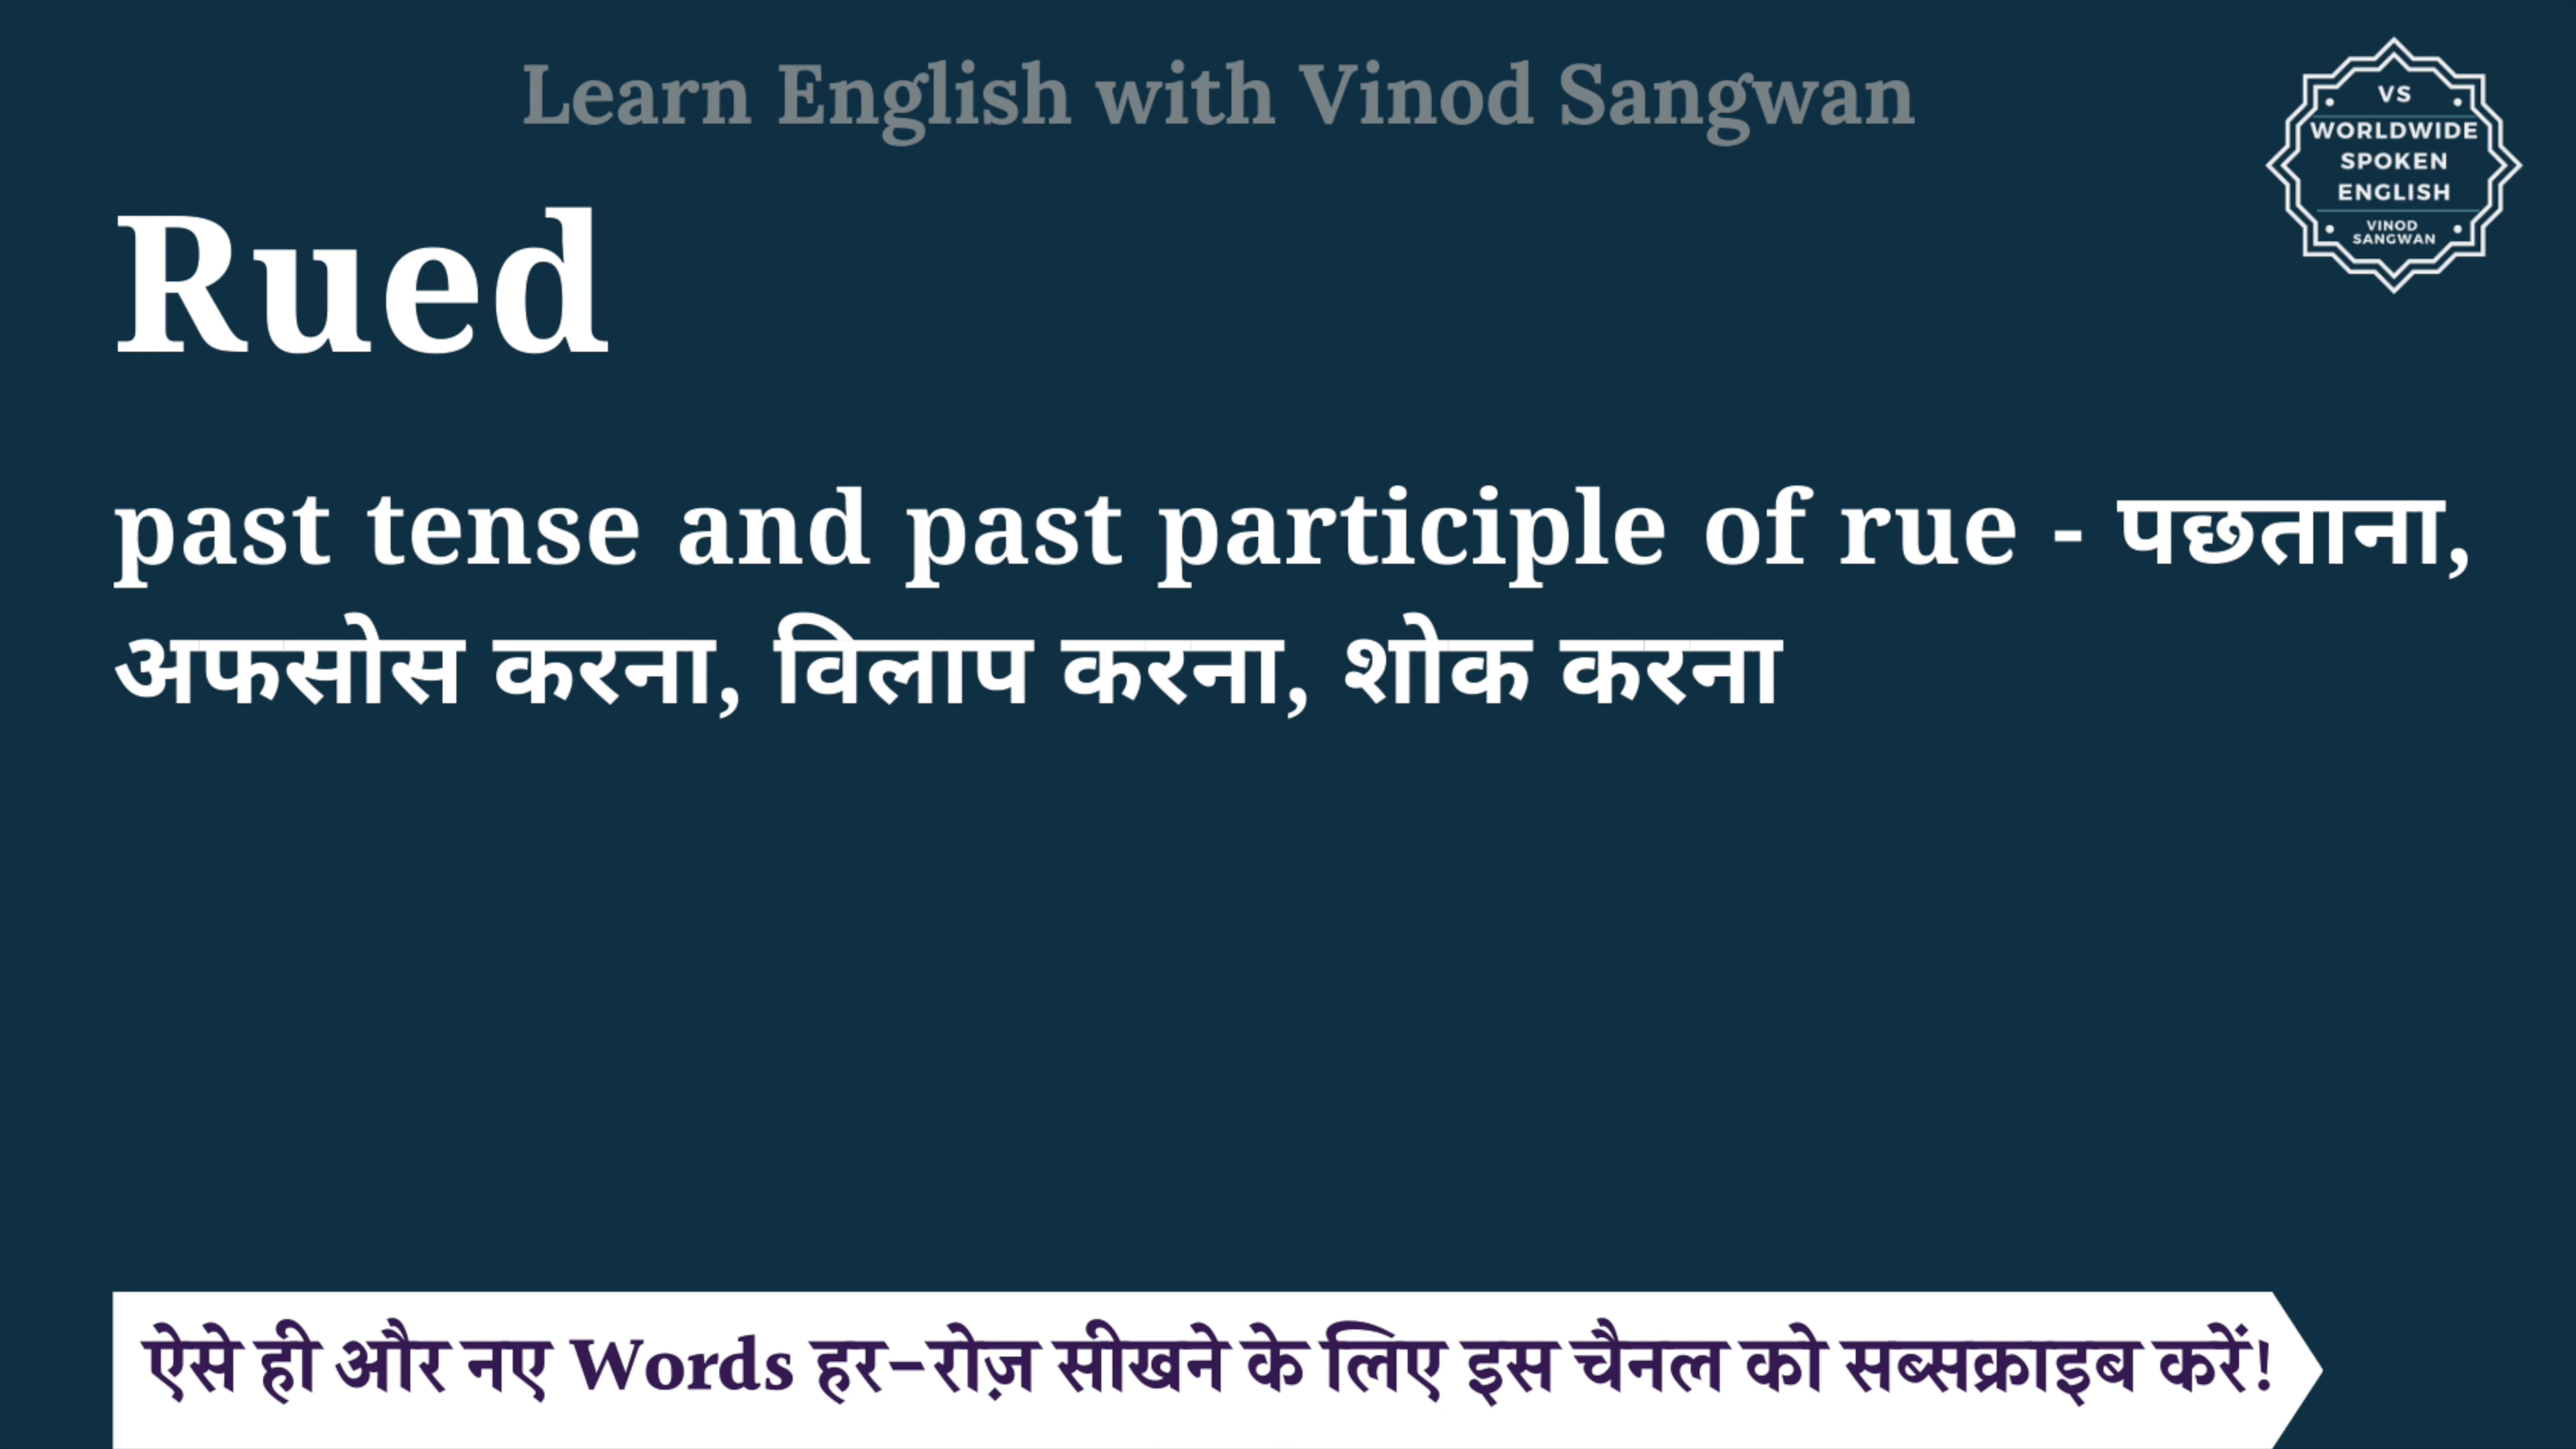 Learn English with Vinod Sangwan
VS
WORLDWIDE
SPOKEN
ENGLISH
VINOD
SANGWAN
Rued
past tense and past participle of rue - पछताना,
अफसोस करना, विलाप करना, शोक करना
ऐसे ही और नए Words हर-रोज़ सीखने के लिए इस चैनल को सब्सक्राइब करें!